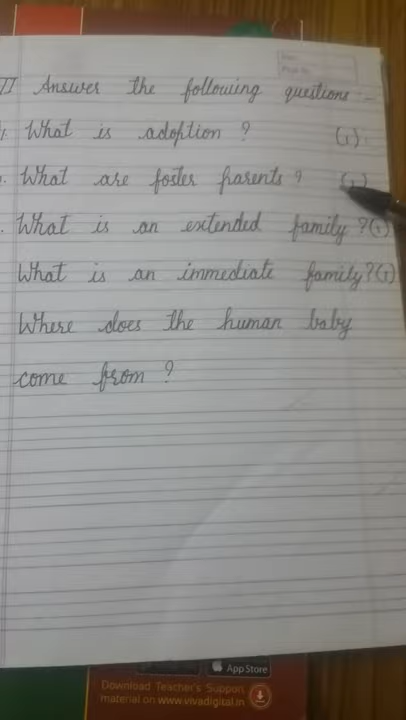 II Answer the following questions :-
1. What is adoption ? (1)
. What are foster parents ? (1)
. What is an extended family ? (1)
What is an immediate family ? (1)
Where does the human baby
come from ?
App Store
Download Teacher's Support
material on www.vivadigital.in